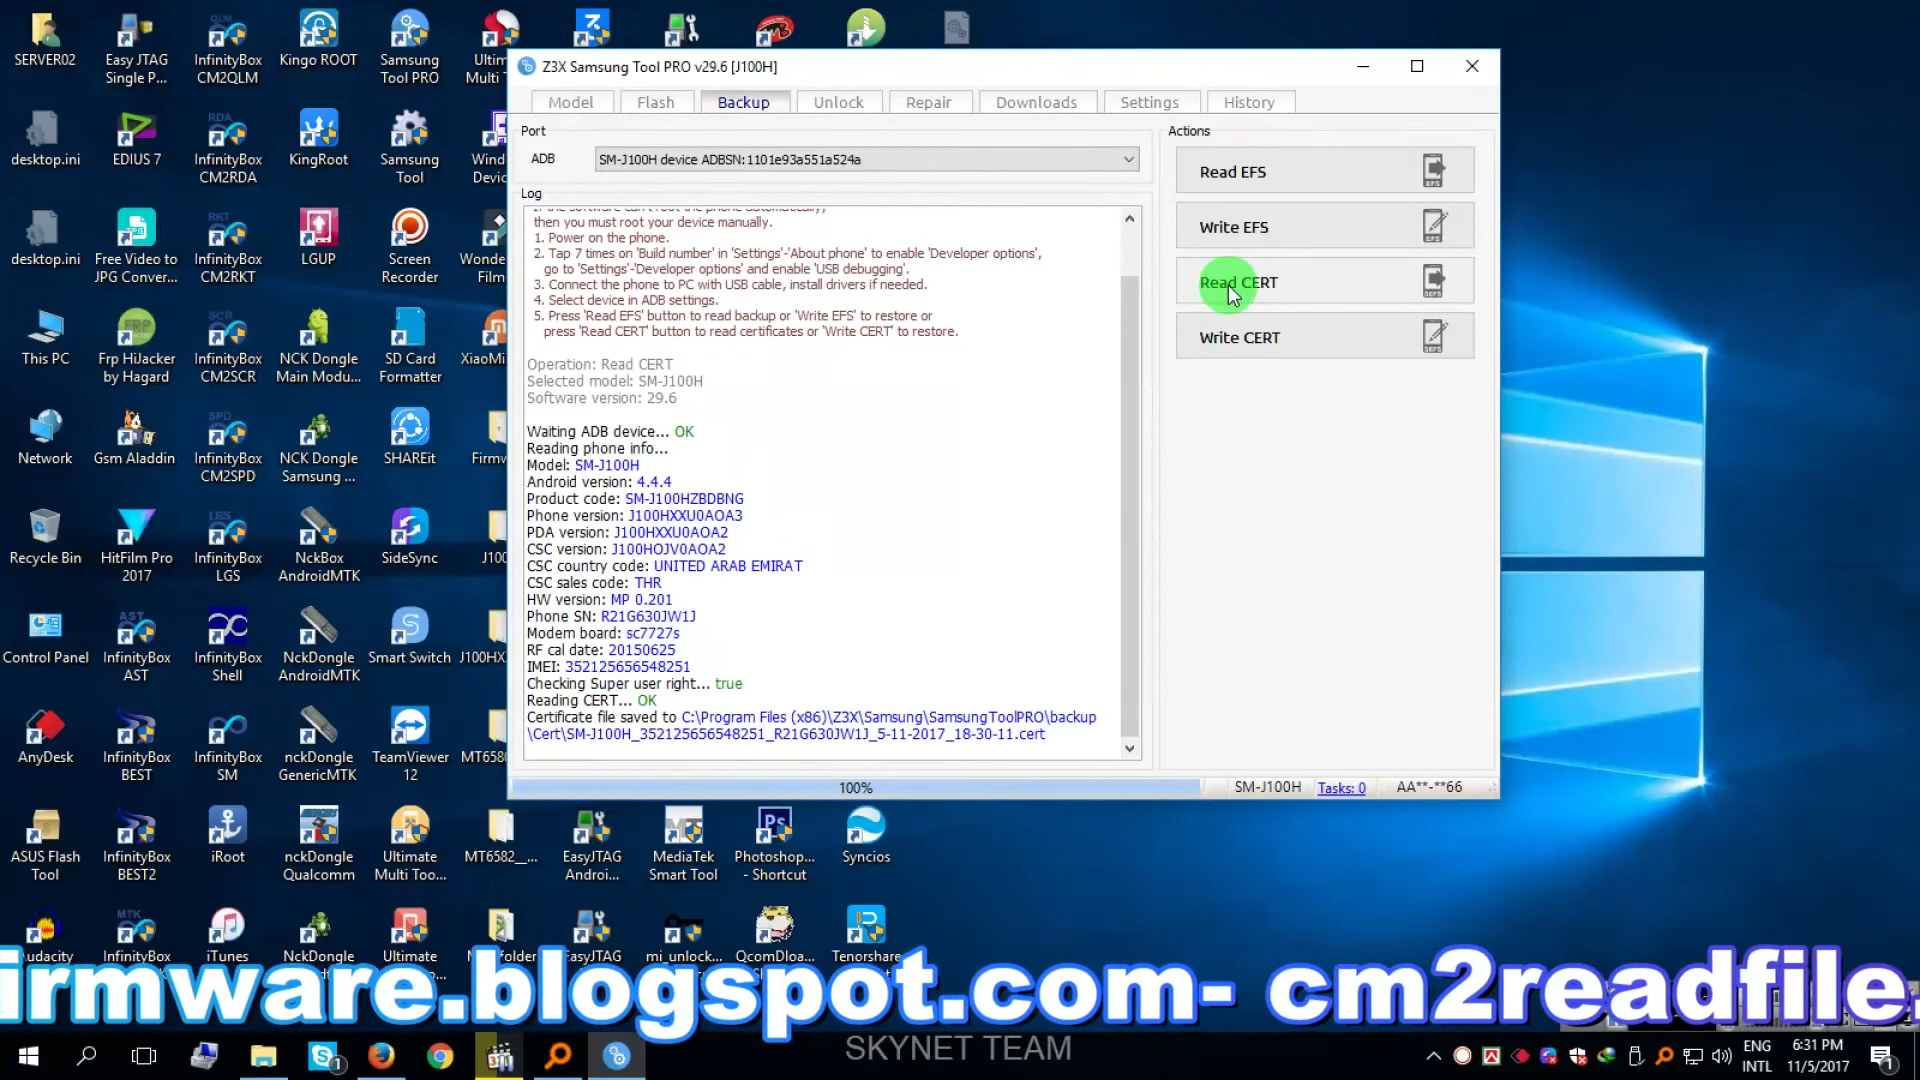 SERVER02
Easy JTAG
Single P...
InfinityBox
CM2QLM
Kingo ROOT
Samsung
Tool PRO
Ultim
Multi T
Z3X Samsung Tool PRO v29.6 [J100H]
Model
Flash
Backup
Unlock
Repair
Downloads
Settings
History
Port
ADB
SM-J100H device ADBSN:1101e93a551a524a
Log
then you must root your device manually.
1. Power on the phone.
2. Tap 7 times on 'Build number' in 'Settings'-'About phone' to enable 'Developer options',
go to 'Settings'-'Developer options' and enable 'USB debugging'.
3. Connect the phone to PC with USB cable, install drivers if needed.
4. Select device in ADB settings.
5. Press 'Read EFS' button to read backup or 'Write EFS' to restore or
press 'Read CERT' button to read certificates or 'Write CERT' to restore.
Operation: Read CERT
Selected model: SM-J100H
Software version: 29.6
Waiting ADB device... OK
Reading phone info...
Model: SM-J100H
Android version: 4.4.4
Product code: SM-J100HZBDBNG
Phone version: J100HXXU0AOA3
PDA version: J100HXXU0AOA2
CSC version: J100HOJV0AOA2
CSC country code: UNITED ARAB EMIRAT
CSC sales code: THR
HW version: MP 0.201
Phone SN: R21G630JW1J
Modem board: sc7727s
RF cal date: 20150625
IMEI: 352125656548251
Checking Super user right... true
Reading CERT... OK
Certificate file saved to C:\Program Files (x86)\Z3X\Samsung\SamsungToolPRO\backup
\Cert\SM-J100H_352125656548251_R21G630JW1J_5-11-2017_18-30-11.cert
Actions
Read EFS
Write EFS
Read CERT
Write CERT
100%
SM-J100H
Tasks: 0
AA**-**66
desktop.ini
EDIUS 7
InfinityBox
CM2RDA
KingRoot
Samsung
Tool
Wind
Devic
desktop.ini
Free Video to
JPG Conver...
InfinityBox
CM2RKT
LGUP
Screen
Recorder
Wonde
Film
This PC
Frp HiJacker
by Hagard
InfinityBox
CM2SCR
NCK Dongle
Main Modu...
SD Card
Formatter
XiaoMi
Network
Gsm Aladdin
InfinityBox
CM2SPD
NCK Dongle
Samsung ...
SHAREit
Firmw
Recycle Bin
HitFilm Pro
2017
InfinityBox
LGS
NckBox
AndroidMTK
SideSync
J100
Control Panel
InfinityBox
AST
InfinityBox
Shell
NckDongle
AndroidMTK
Smart Switch
J100HX
AnyDesk
InfinityBox
BEST
InfinityBox
SM
nckDongle
GenericMTK
TeamViewer
12
MT658
ASUS Flash
Tool
InfinityBox
BEST2
iRoot
nckDongle
Qualcomm
Ultimate
Multi Too...
MT6582__...
EasyJTAG
Androi...
MediaTek
Smart Tool
Photoshop...
- Shortcut
Syncios
Audacity
InfinityBox
iTunes
NckDongle
Ultimate
folder
EasyJTAG
mi_unlock...
QcomDloa...
Tenorshare
irmware.blogspot.com- cm2readfile.
SKYNET TEAM
ENG
INTL
6:31 PM
11/5/2017